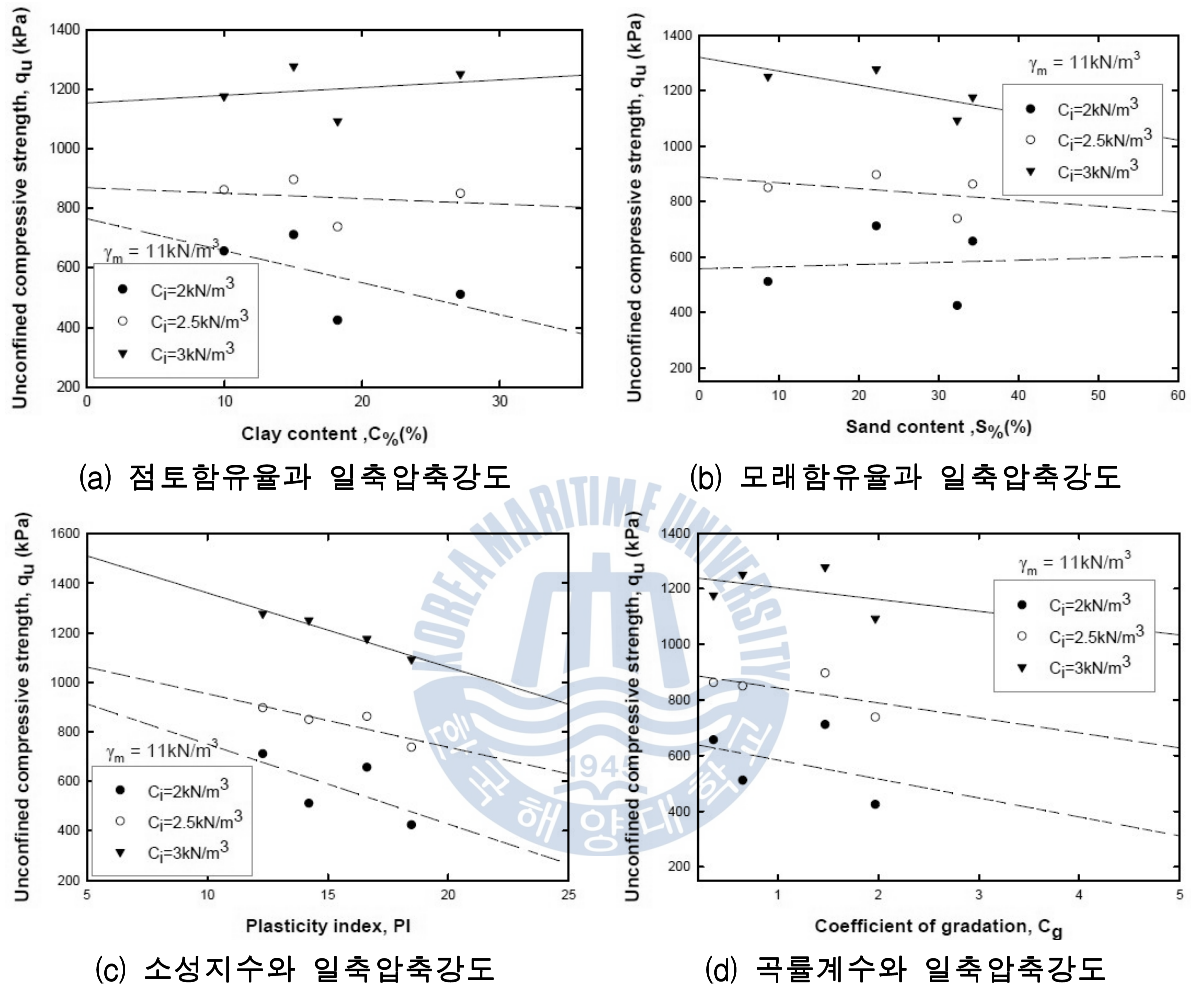 Unconfined compressive strength, qu (kPa)
1400
1200
1000
800
600
400
200
γm = 11kN/m3
Ci=2kN/m3
Ci=2.5kN/m3
Ci=3kN/m3
0
10
20
30
Clay content ,C%(%)
(a) 점토함유율과 일축압축강도
Unconfined compressive strength, qu (kPa)
1400
1200
1000
800
600
400
200
γm = 11kN/m3
Ci=2kN/m3
Ci=2.5kN/m3
Ci=3kN/m3
0
10
20
30
40
50
60
Sand content ,S%(%)
(b) 모래함유율과 일축압축강도
Unconfined compressive strength, qu (kPa)
1600
1400
1200
1000
800
600
400
200
γm = 11kN/m3
Ci=2kN/m3
Ci=2.5kN/m3
Ci=3kN/m3
5
10
15
20
25
Plasticity index, PI
(c) 소성지수와 일축압축강도
Unconfined compressive strength, qu (kPa)
1400
1200
1000
800
600
400
200
γm = 11kN/m3
Ci=2kN/m3
Ci=2.5kN/m3
Ci=3kN/m3
1
2
3
4
5
Coefficient of gradation, Cg
(d) 곡률계수와 일축압축강도
KOREA MARITIME UNIVERSITY
1945
한국해양대학교